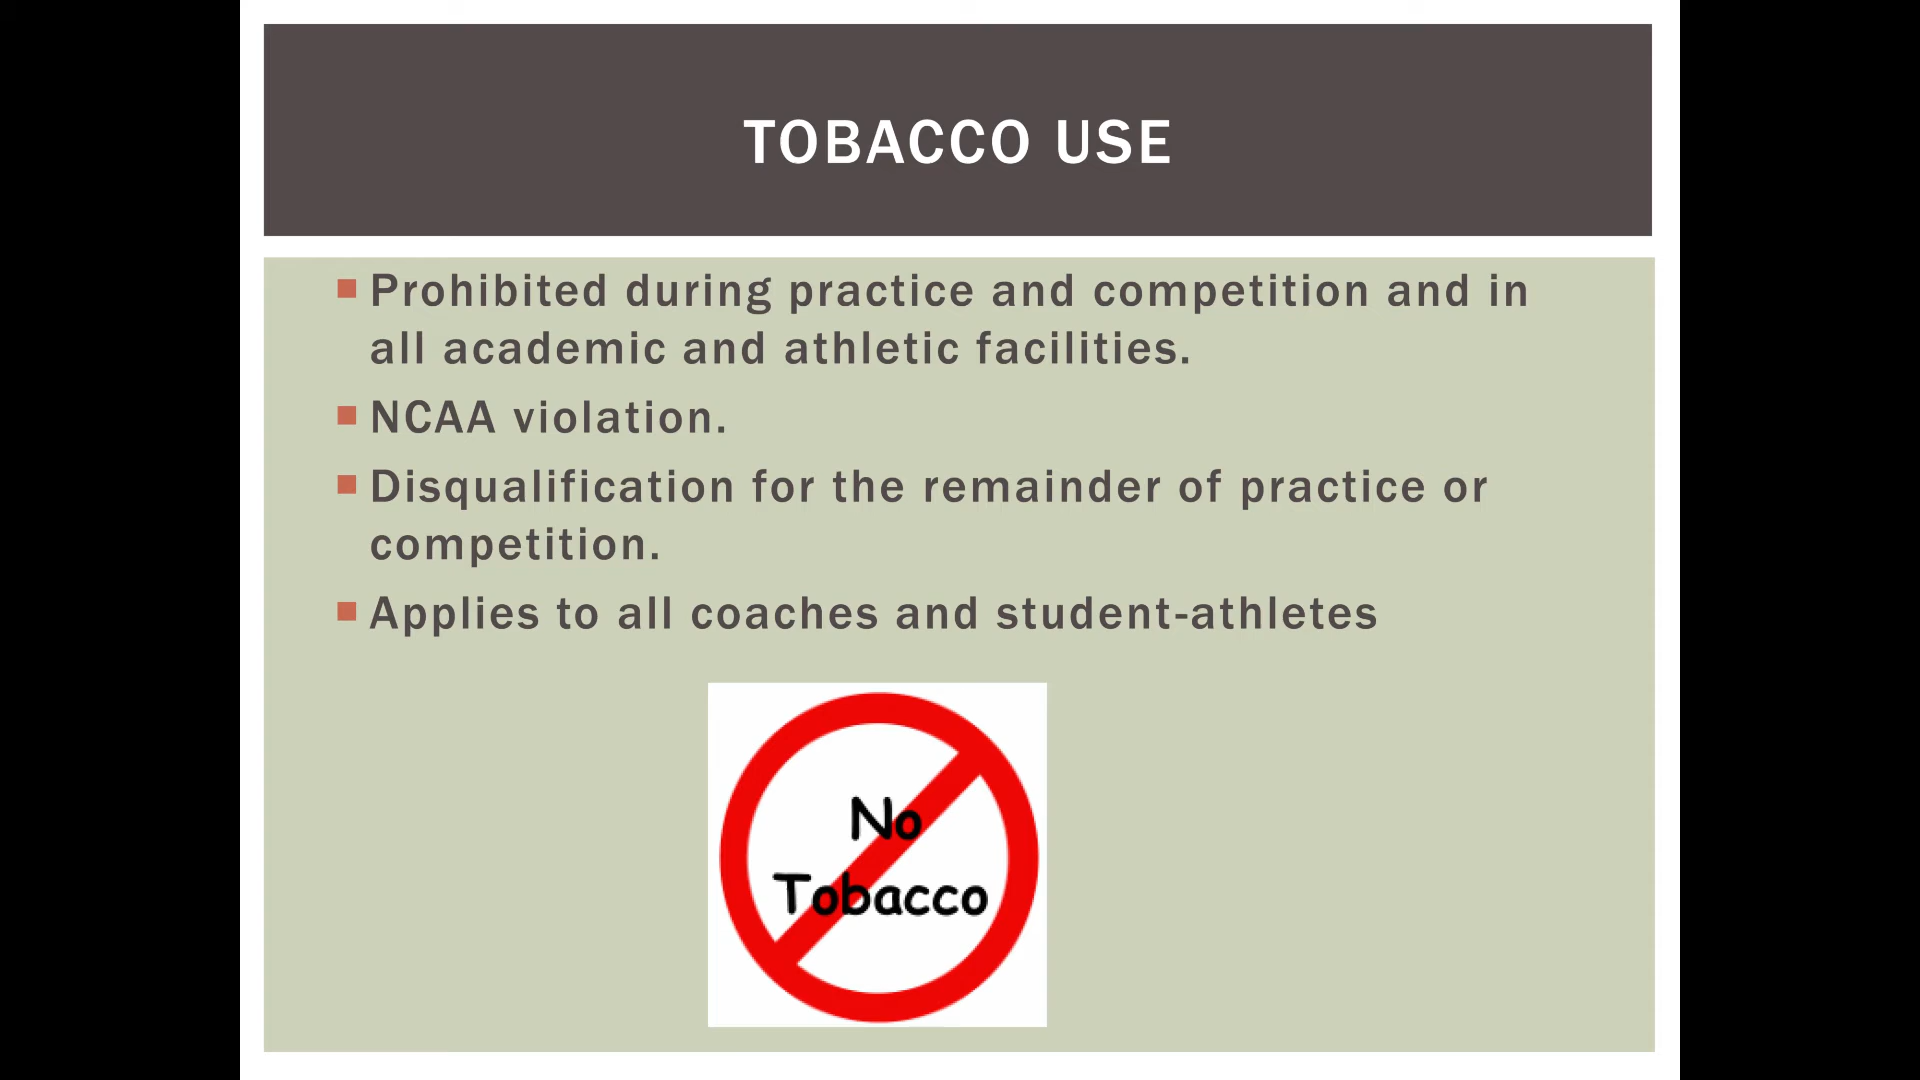 TOBACCO USE
Prohibited during practice and competition and in
all academic and athletic facilities.
NCAA violation.
Disqualification for the remainder of practice or
competition.
Applies to all coaches and student-athletes
No
Tobacco